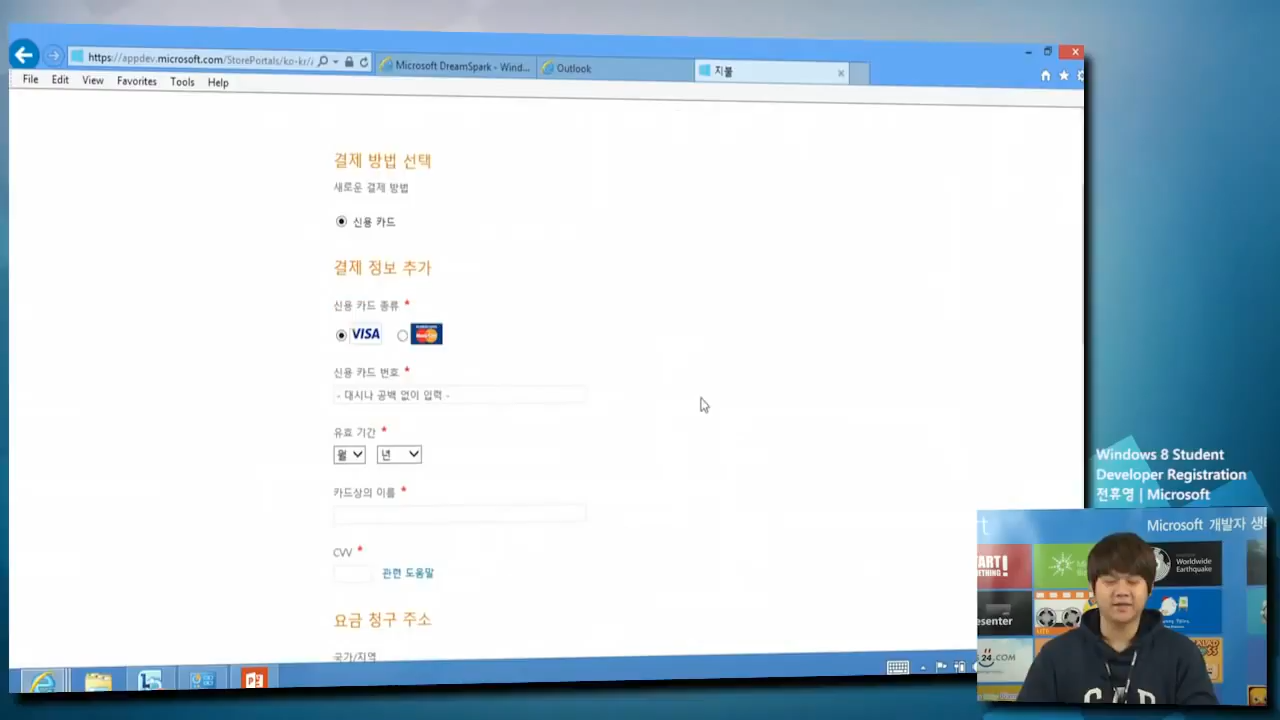 https://appdev.microsoft.com/StorePortals/ko-kr/
Microsoft DreamSpark - Wind...
Outlook
지불
File Edit View Favorites Tools Help
결제 방법 선택
새로운 결제 방법
신용 카드
결제 정보 추가
신용 카드 종류 *
VISA
신용 카드 번호 *
- 대시나 공백 없이 입력 -
유효 기간 *
월 년
카드상의 이름 *
CVV *
관련 도움말
요금 청구 주소
국가/지역
Windows 8 Student
Developer Registration
전휴영 | Microsoft
Microsoft 개발자 생
Worldwide
Earthquake
esenter
24.COM
GAP